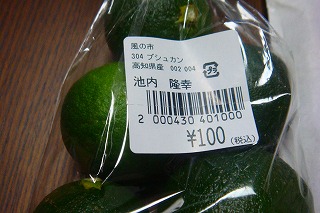 風の市
304 ブシュカン
高知県産 002 004
池内 隆幸
2 000430 401000
¥100 (税込)